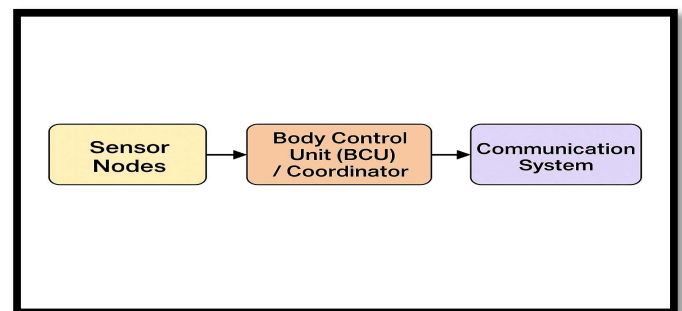 Sensor
Nodes
Body Control
Unit (BCU)
/ Coordinator
Communication
System